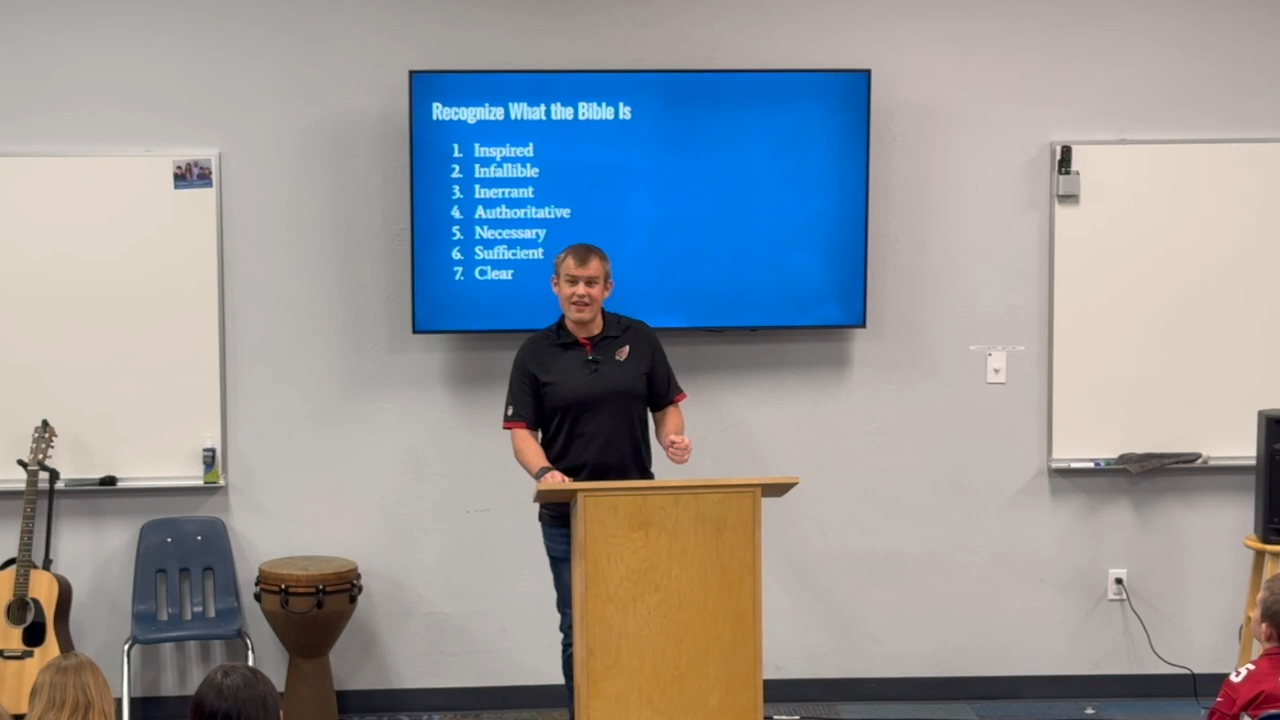 Recognize What the Bible Is
1. Inspired
2. Infallible
3. Inerrant
4. Authoritative
5. Necessary
6. Sufficient
7. Clear
5